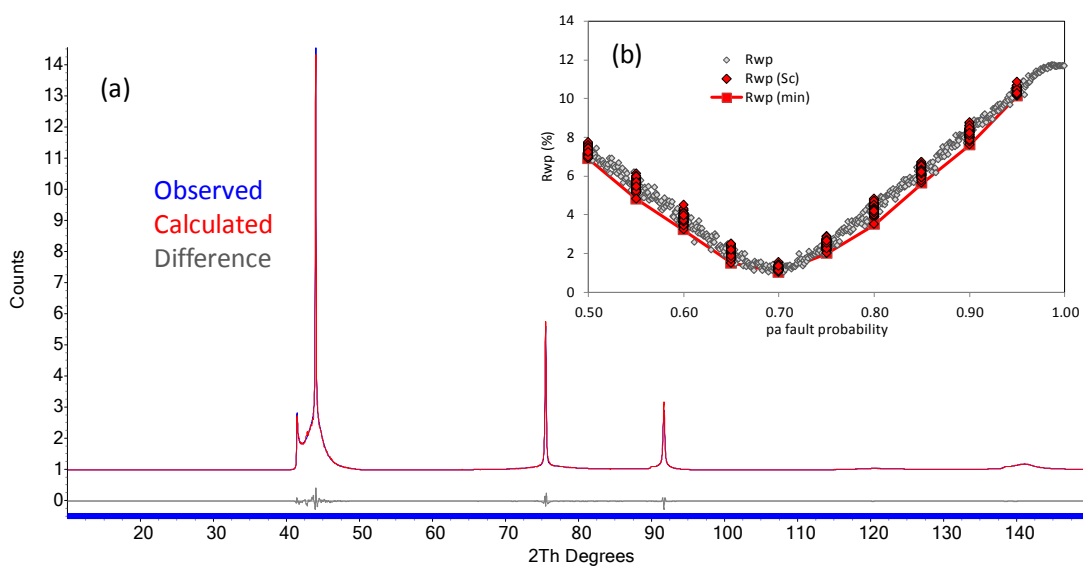 (a)
Observed
Calculated
Difference
Counts
14
13
12
11
10
9
8
7
6
5
4
3
2
1
0
20 30 40 50 60 70 80 90 100 110 120 130 140
2Th Degrees
(b)
Rwp
Rwp (Sc)
Rwp (min)
Rwp (%)
14
12
10
8
6
4
2
0
0.50 0.60 0.70 0.80 0.90 1.00
pa fault probability